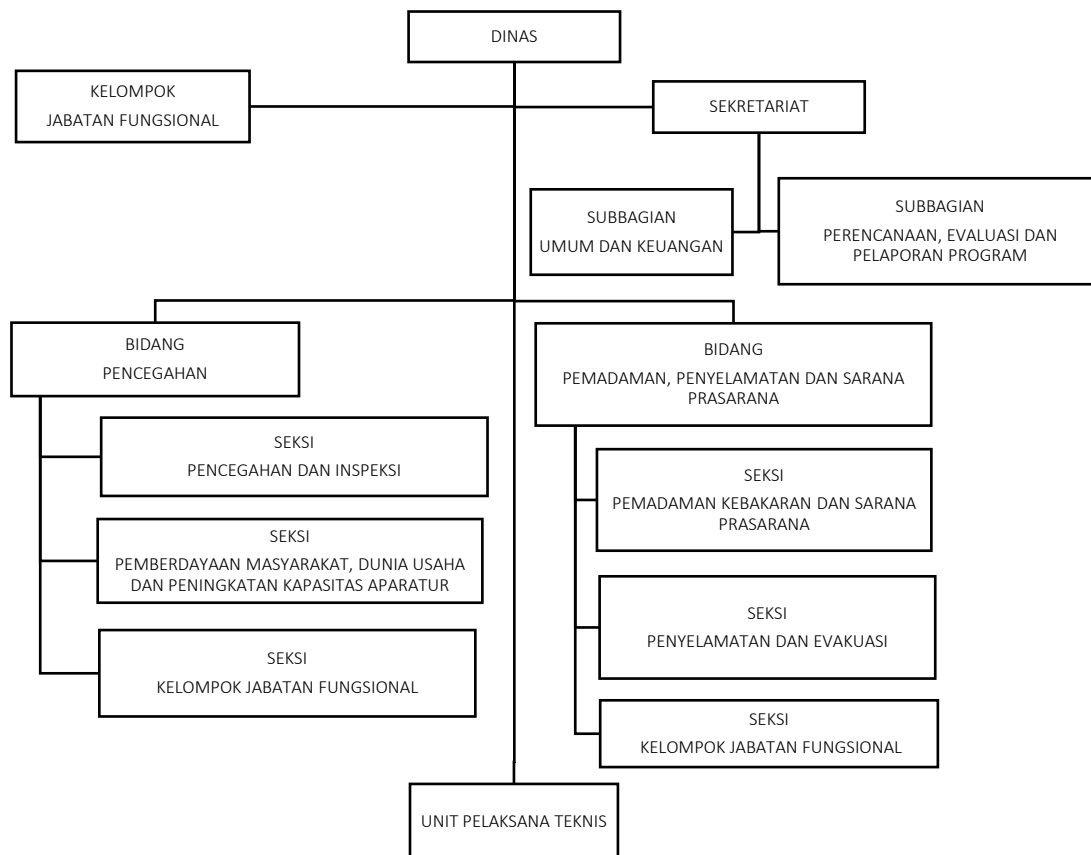 DINAS
KELOMPOK
JABATAN FUNGSIONAL
SEKRETARIAT
SUBBAGIAN
UMUM DAN KEUANGAN
SUBBAGIAN
PERENCANAAN, EVALUASI DAN
PELAPORAN PROGRAM
BIDANG
PENCEGAHAN
SEKSI
PENCEGAHAN DAN INSPEKSI
SEKSI
PEMBERDAYAAN MASYARAKAT, DUNIA USAHA
DAN PENINGKATAN KAPASITAS APARATUR
SEKSI
KELOMPOK JABATAN FUNGSIONAL
BIDANG
PEMADAMAN, PENYELAMATAN DAN SARANA
PRASARANA
SEKSI
PEMADAMAN KEBAKARAN DAN SARANA
PRASARANA
SEKSI
PENYELAMATAN DAN EVAKUASI
SEKSI
KELOMPOK JABATAN FUNGSIONAL
UNIT PELAKSANA TEKNIS